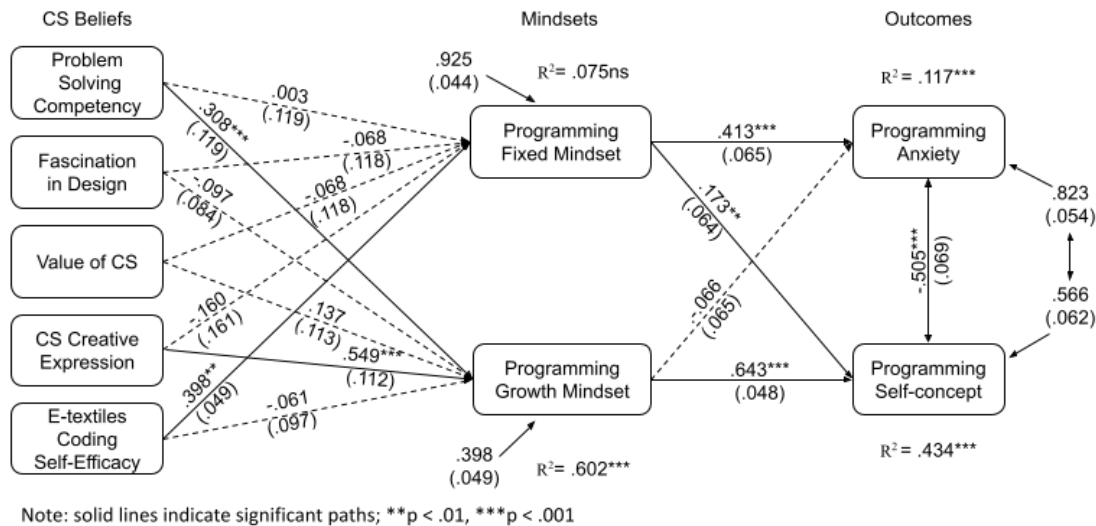 CS Beliefs
Mindsets
Outcomes
Problem
Solving
Competency
Fascination
in Design
Value of CS
CS Creative
Expression
E-textiles
Coding
Self-Efficacy
.003
(.119)
.308***
(.119)
-.068
(.118)
-.097
(.084)
-.068
(.118)
.137
(.113)
-.160
(.161)
.549***
(.112)
.398**
(.049)
-.061
(.097)
.925
(.044)
R²= .075ns
Programming
Fixed Mindset
Programming
Growth Mindset
.398
(.049)
R²= .602***
.413***
(.065)
.173**
(.064)
-.066
(.065)
.643***
(.048)
R²= .117***
Programming
Anxiety
-.505***
(.069)
Programming
Self-concept
R²= .434***
.823
(.054)
.566
(.062)
Note: solid lines indicate significant paths; **p < .01, ***p < .001